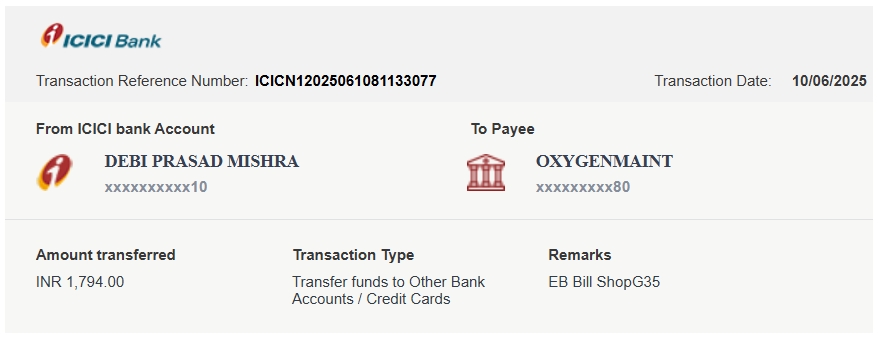 ICICI Bank
Transaction Reference Number: ICICN12025061081133077 Transaction Date: 10/06/2025
From ICICI bank Account To Payee
DEBI PRASAD MISHRA OXYGENMAINT
xxxxxxxxxx10 xxxxxxxxx80
Amount transferred Transaction Type Remarks
INR 1,794.00 Transfer funds to Other Bank EB Bill ShopG35
Accounts / Credit Cards